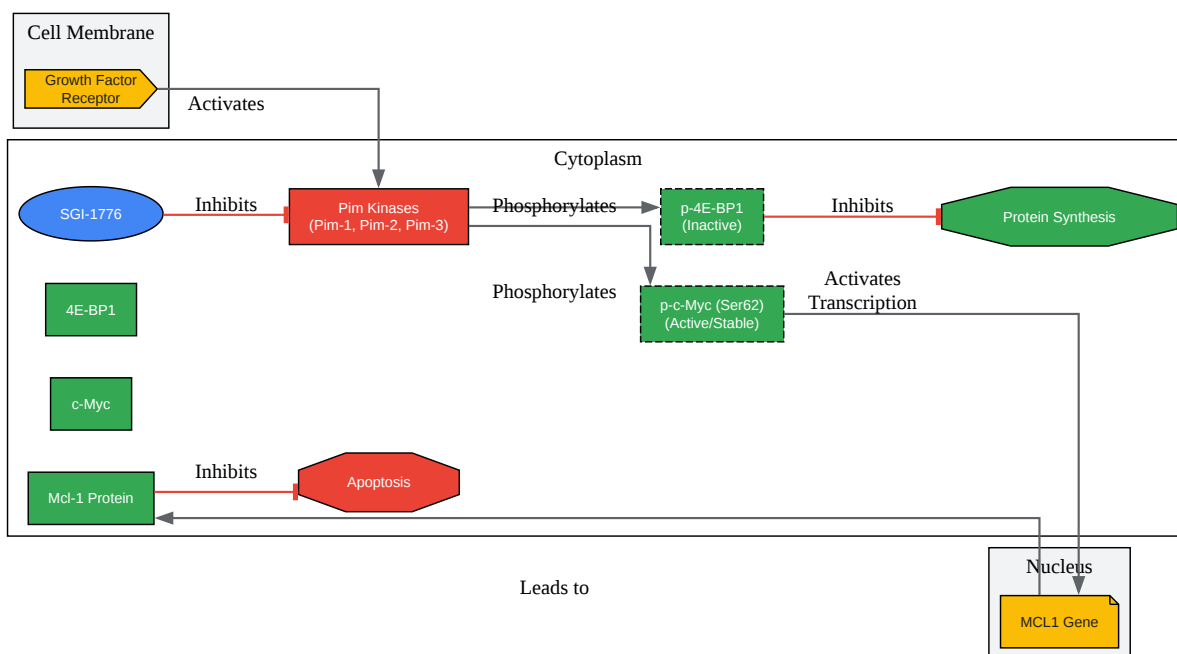 Cell Membrane
Growth Factor
Receptor
Activates
Cytoplasm
SGI-1776
Inhibits
Pim Kinases
(Pim-1, Pim-2, Pim-3)
Phosphorylates
p-4E-BP1
(Inactive)
Inhibits
Protein Synthesis
4E-BP1
Phosphorylates
p-c-Myc (Ser62)
(Active/Stable)
Activates
Transcription
c-Myc
Mcl-1 Protein
Inhibits
Apoptosis
Leads to
Nucleus
MCL1 Gene